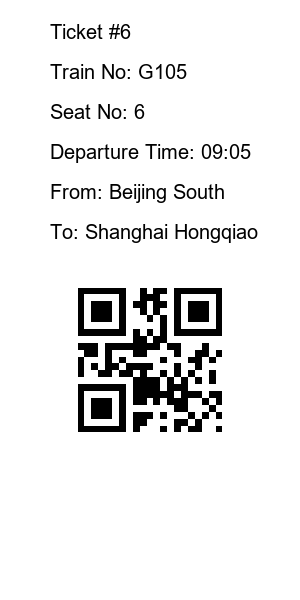 Ticket #6
Train No: G105
Seat No: 6
Departure Time: 09:05
From: Beijing South
To: Shanghai Hongqiao